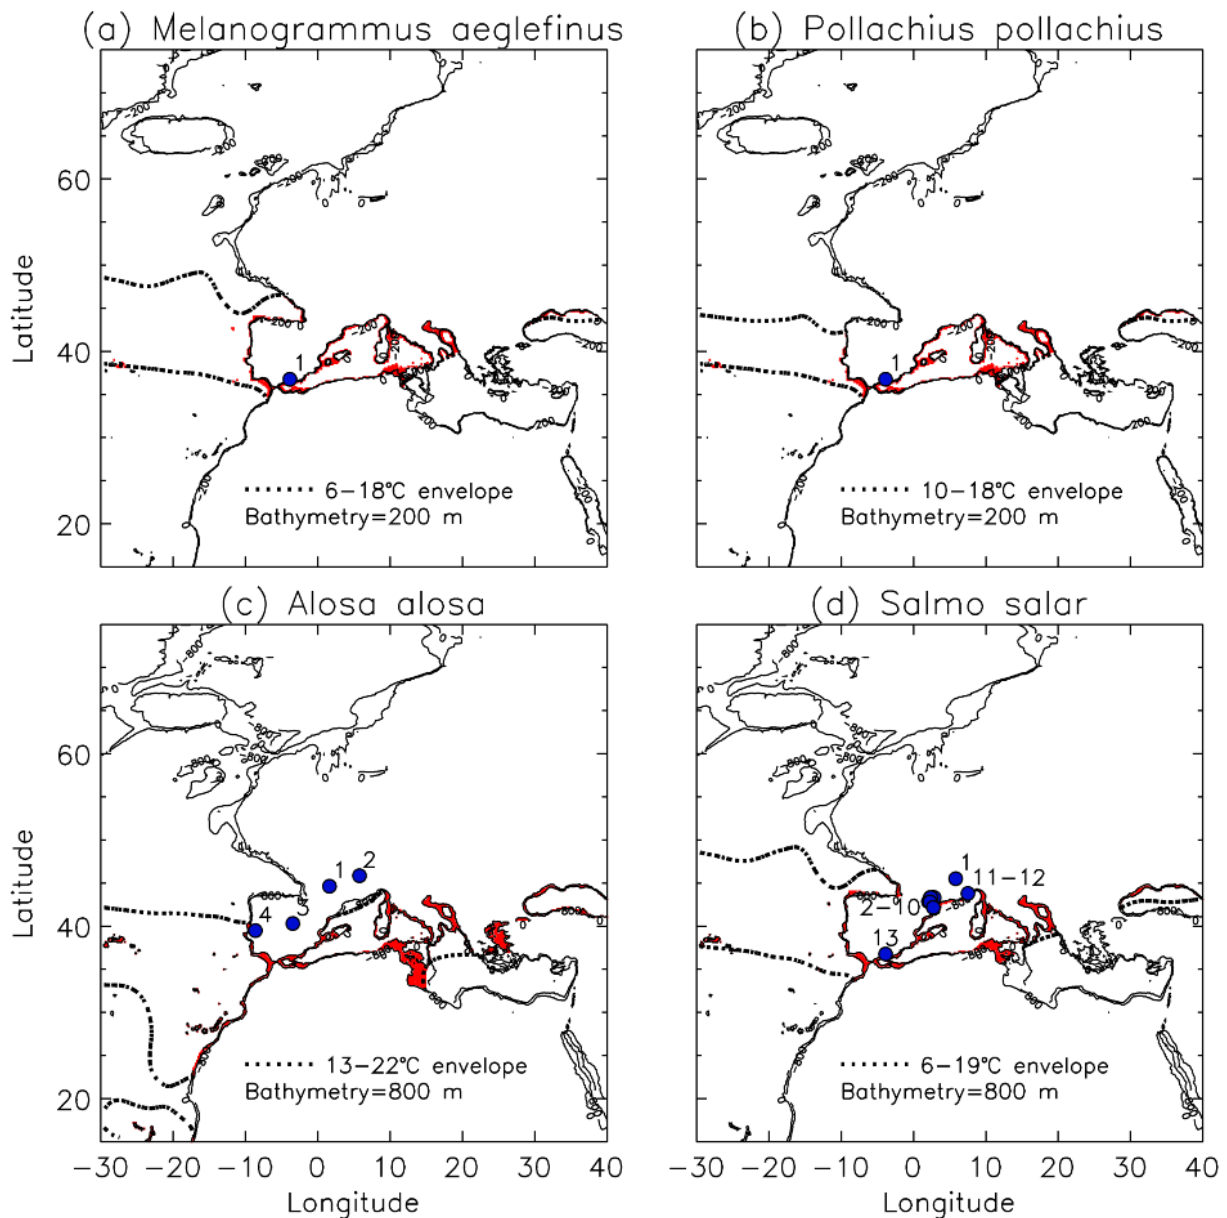 (a) Melanogrammus aeglefinus
(b) Pollachius pollachius
60
40
20
Latitude
1
1
6–18°C envelope
Bathymetry=200 m
10–18°C envelope
Bathymetry=200 m
(c) Alosa alosa
(d) Salmo salar
60
40
20
Latitude
1
2
3
4
1
11–12
2–10
13
13–22°C envelope
Bathymetry=800 m
6–19°C envelope
Bathymetry=800 m
−30 −20 −10 0 10 20 30 40
−30 −20 −10 0 10 20 30 40
Longitude
Longitude